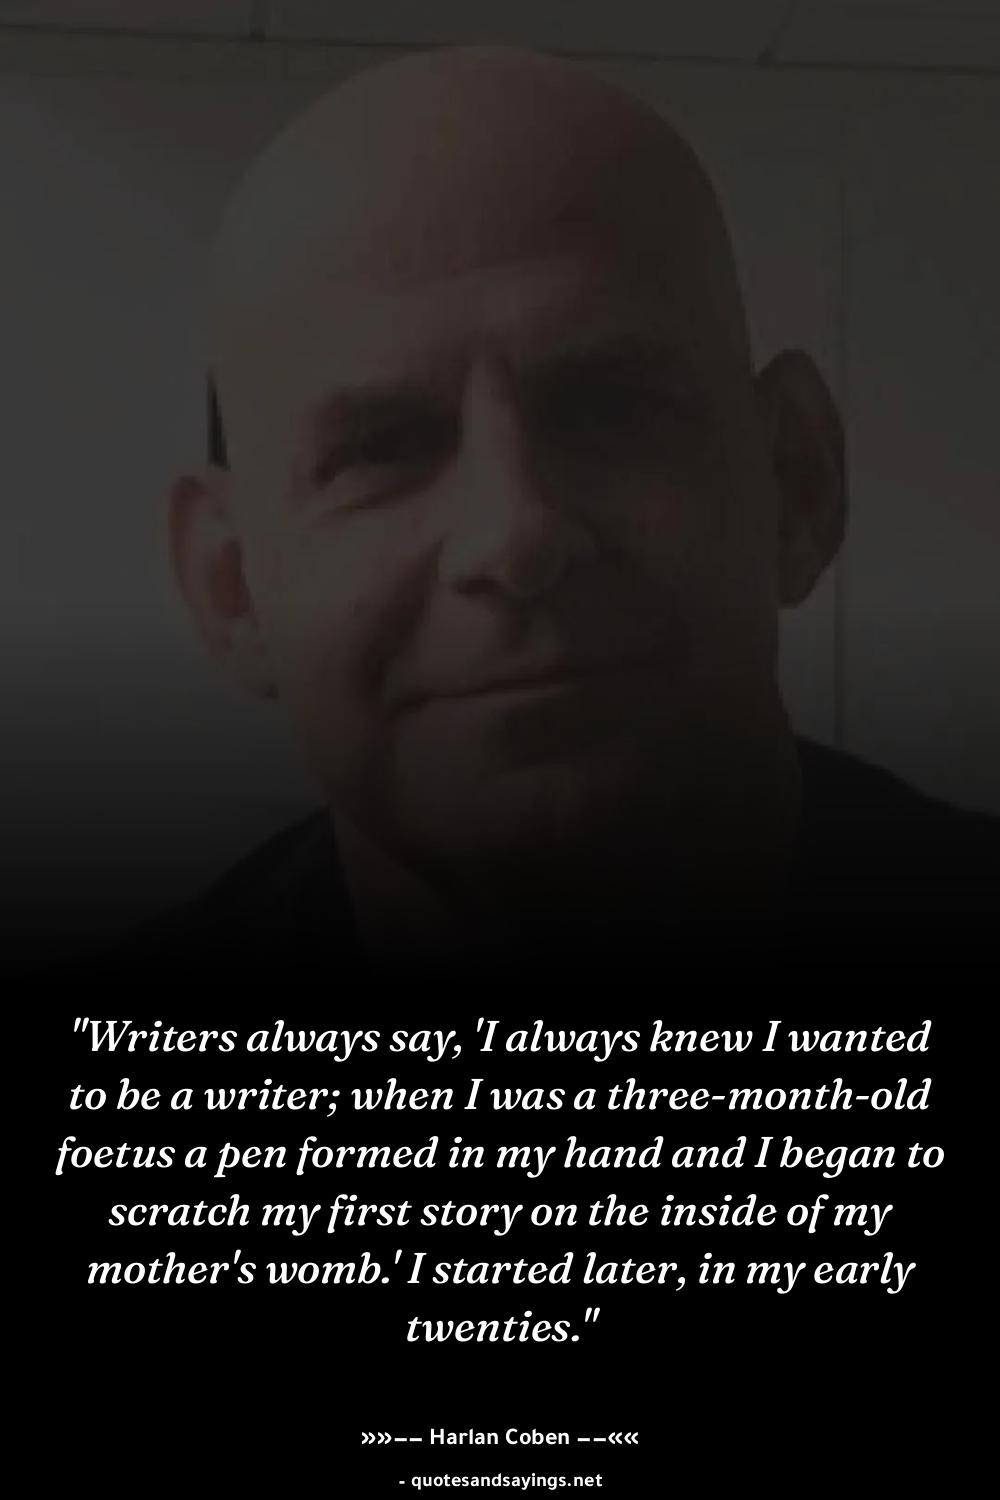 "Writers always say, 'I always knew I wanted
to be a writer; when I was a three-month-old
foetus a pen formed in my hand and I began to
scratch my first story on the inside of my
mother's womb.' I started later, in my early
twenties."
»»−− Harlan Coben −−««
- quotesandsayings.net